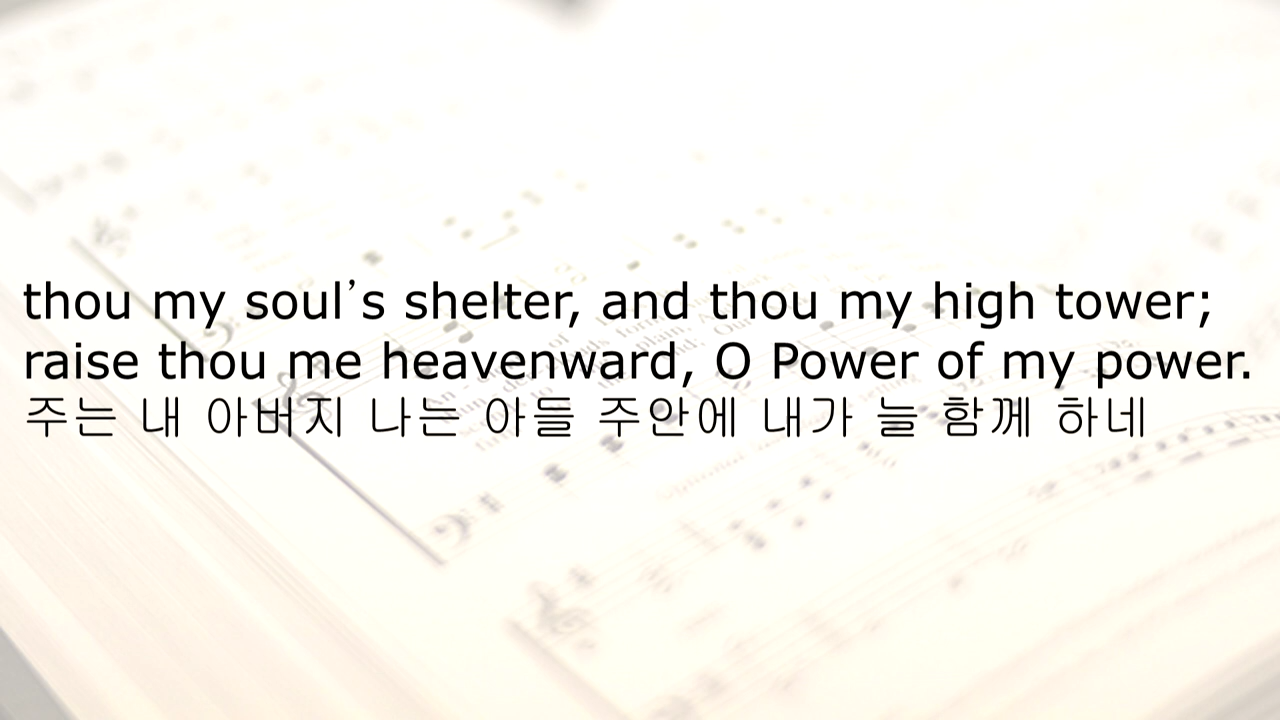 thou my soul’s shelter, and thou my high tower;
raise thou me heavenward, O Power of my power.
주는 내 아버지 나는 아들 주안에 내가 늘 함께 하네